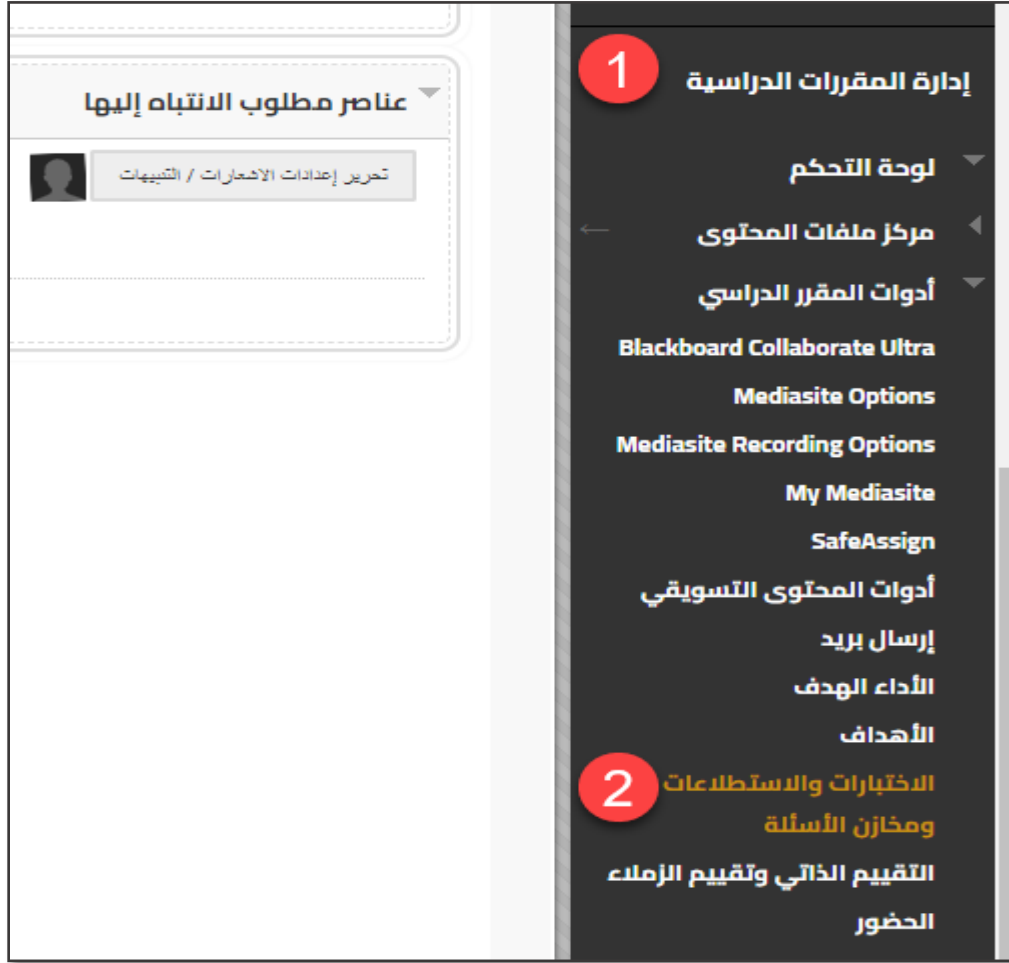 1
إدارة المقررات الدراسية
لوحة التحكم
مركز ملفات المحتوى
أدوات المقرر الدراسي
Blackboard Collaborate Ultra
Mediasite Options
Mediasite Recording Options
My Mediasite
SafeAssign
أدوات المحتوى التسويقي
إرسال بريد
الأداء الهدف
الأهداف
2
الاختبارات والاستطلاعات
ومخازن الأسئلة
التقييم الذاتي وتقييم الزملاء
الحضور
عناصر مطلوب الانتباه إليها
تحرير إعدادات الاشعارات / التنبيهات